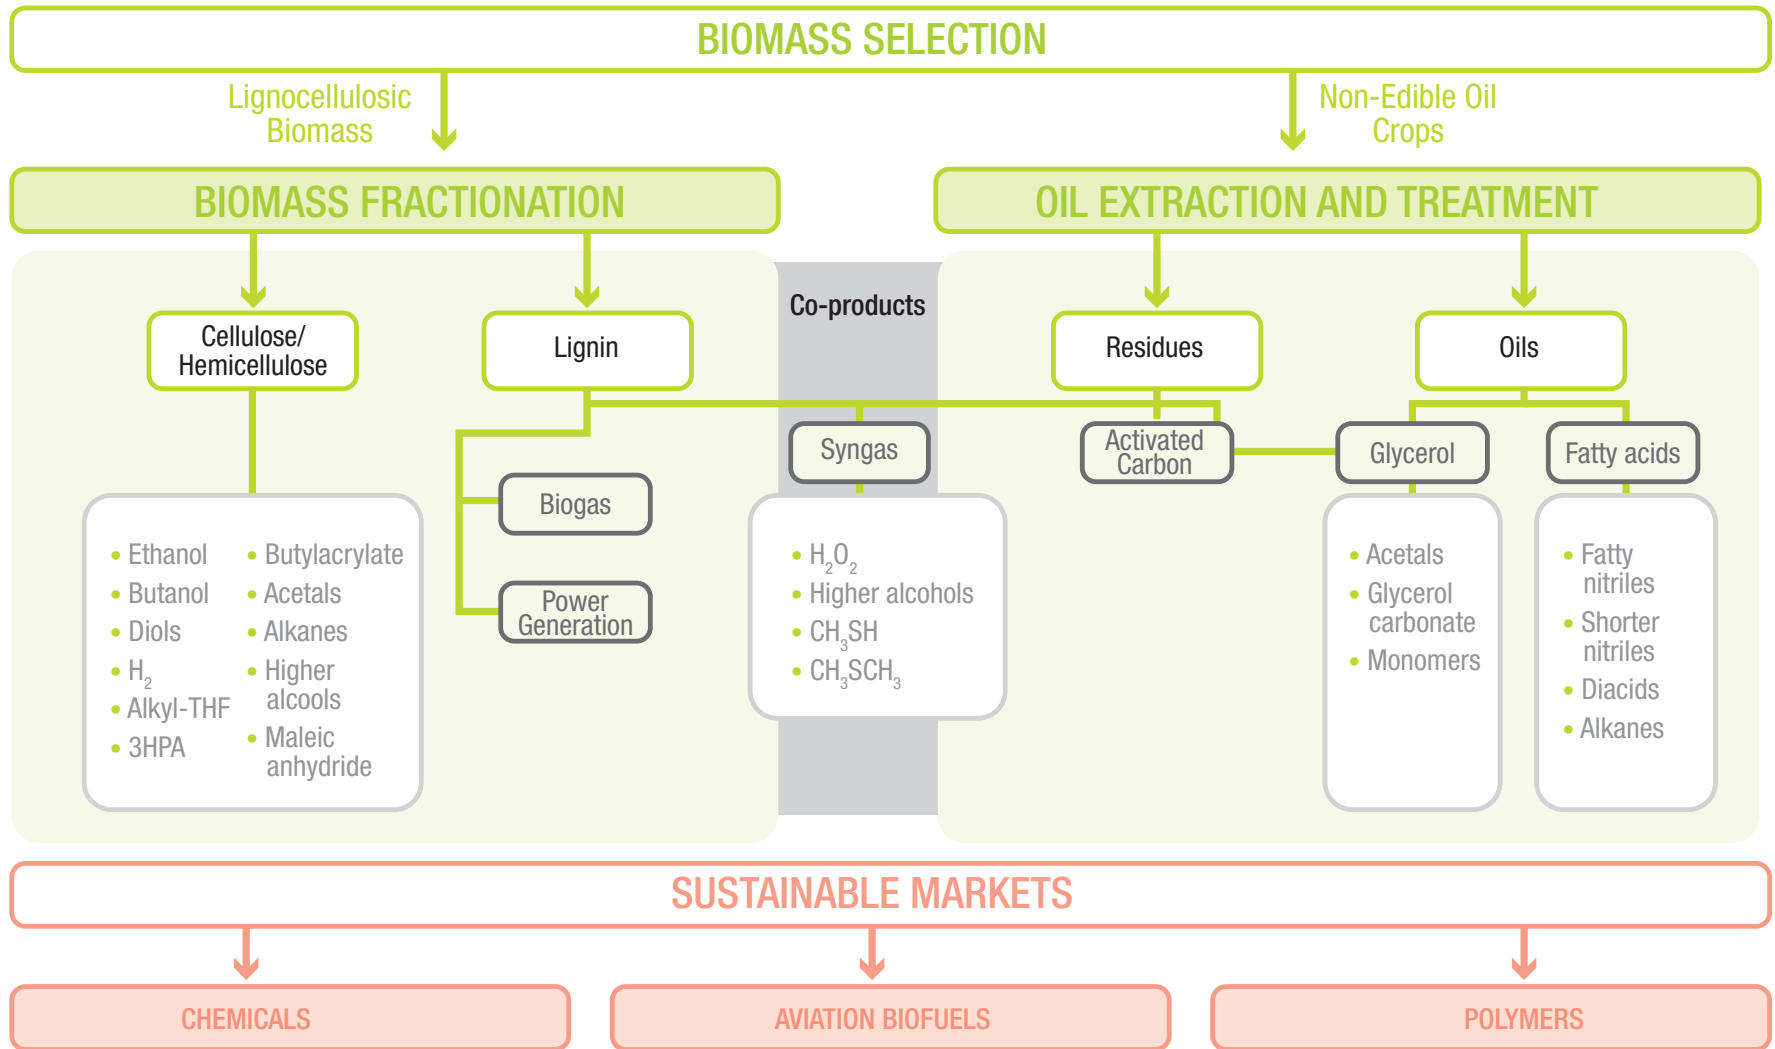 BIOMASS SELECTION
Lignocellulosic
Biomass
Non-Edible Oil
Crops
BIOMASS FRACTIONATION
OIL EXTRACTION AND TREATMENT
Co-products
Cellulose/
Hemicellulose
Lignin
Residues
Oils
Syngas
Activated
Carbon
Glycerol
Fatty acids
Biogas
Power
Generation
• Ethanol
• Butanol
• Diols
• H₂
• Alkyl-THF
• 3HPA
• Butylacrylate
• Acetals
• Alkanes
• Higher
alcools
• Maleic
anhydride
• H₂O₂
• Higher alcohols
• CH₃SH
• CH₃SCH₃
• Acetals
• Glycerol
carbonate
• Monomers
• Fatty
nitriles
• Shorter
nitriles
• Diacids
• Alkanes
SUSTAINABLE MARKETS
CHEMICALS
AVIATION BIOFUELS
POLYMERS